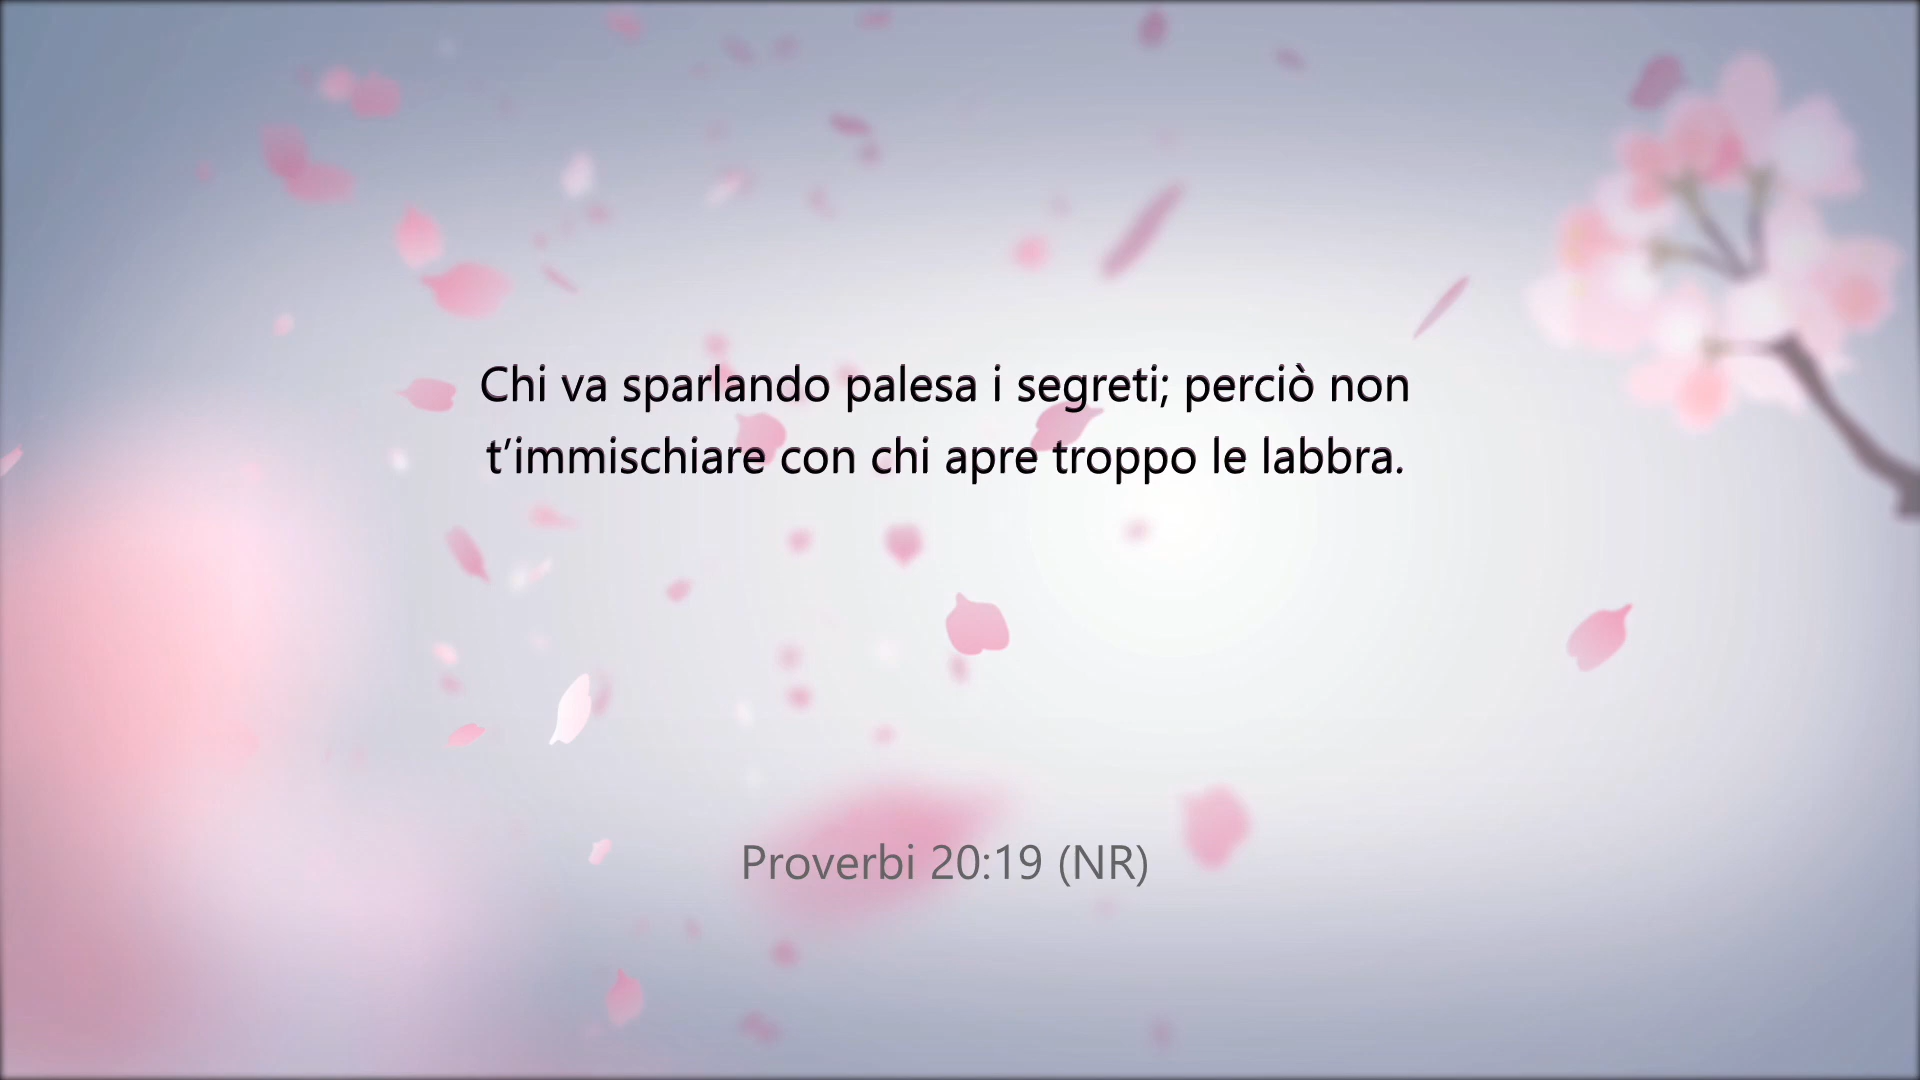 Chi va sparlando palesa i segreti; perciò non
t’immischiare con chi apre troppo le labbra.
Proverbi 20:19 (NR)